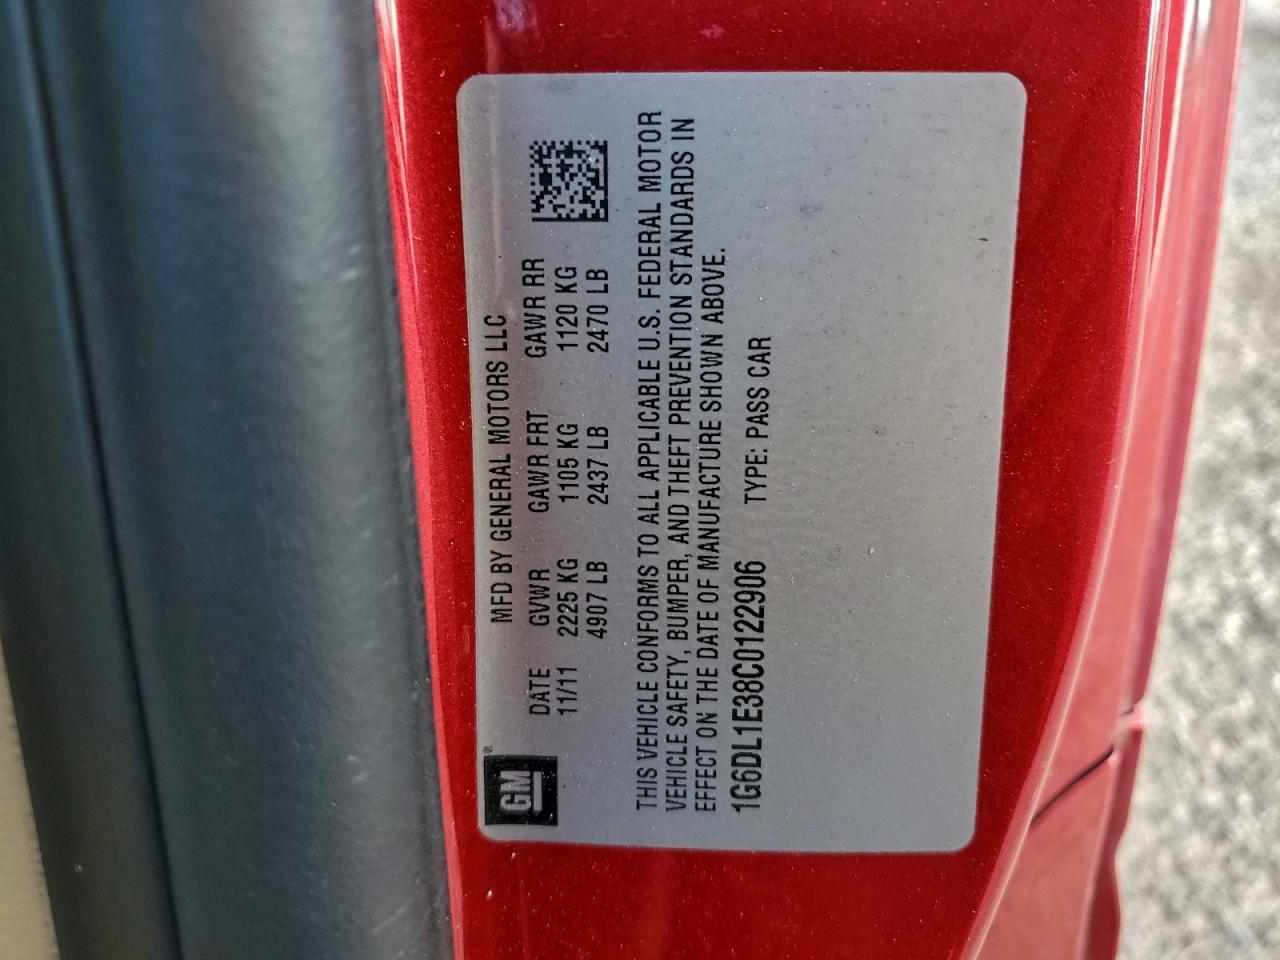 GM®
MFD BY GENERAL MOTORS LLC
DATE GVWR GAWR FRT GAWR RR
11/11 2225 KG 1105 KG 1120 KG
4907 LB 2437 LB 2470 LB
THIS VEHICLE CONFORMS TO ALL APPLICABLE U.S. FEDERAL MOTOR
VEHICLE SAFETY, BUMPER, AND THEFT PREVENTION STANDARDS IN
EFFECT ON THE DATE OF MANUFACTURE SHOWN ABOVE.
1G6DL1E38C0122906 TYPE: PASS CAR